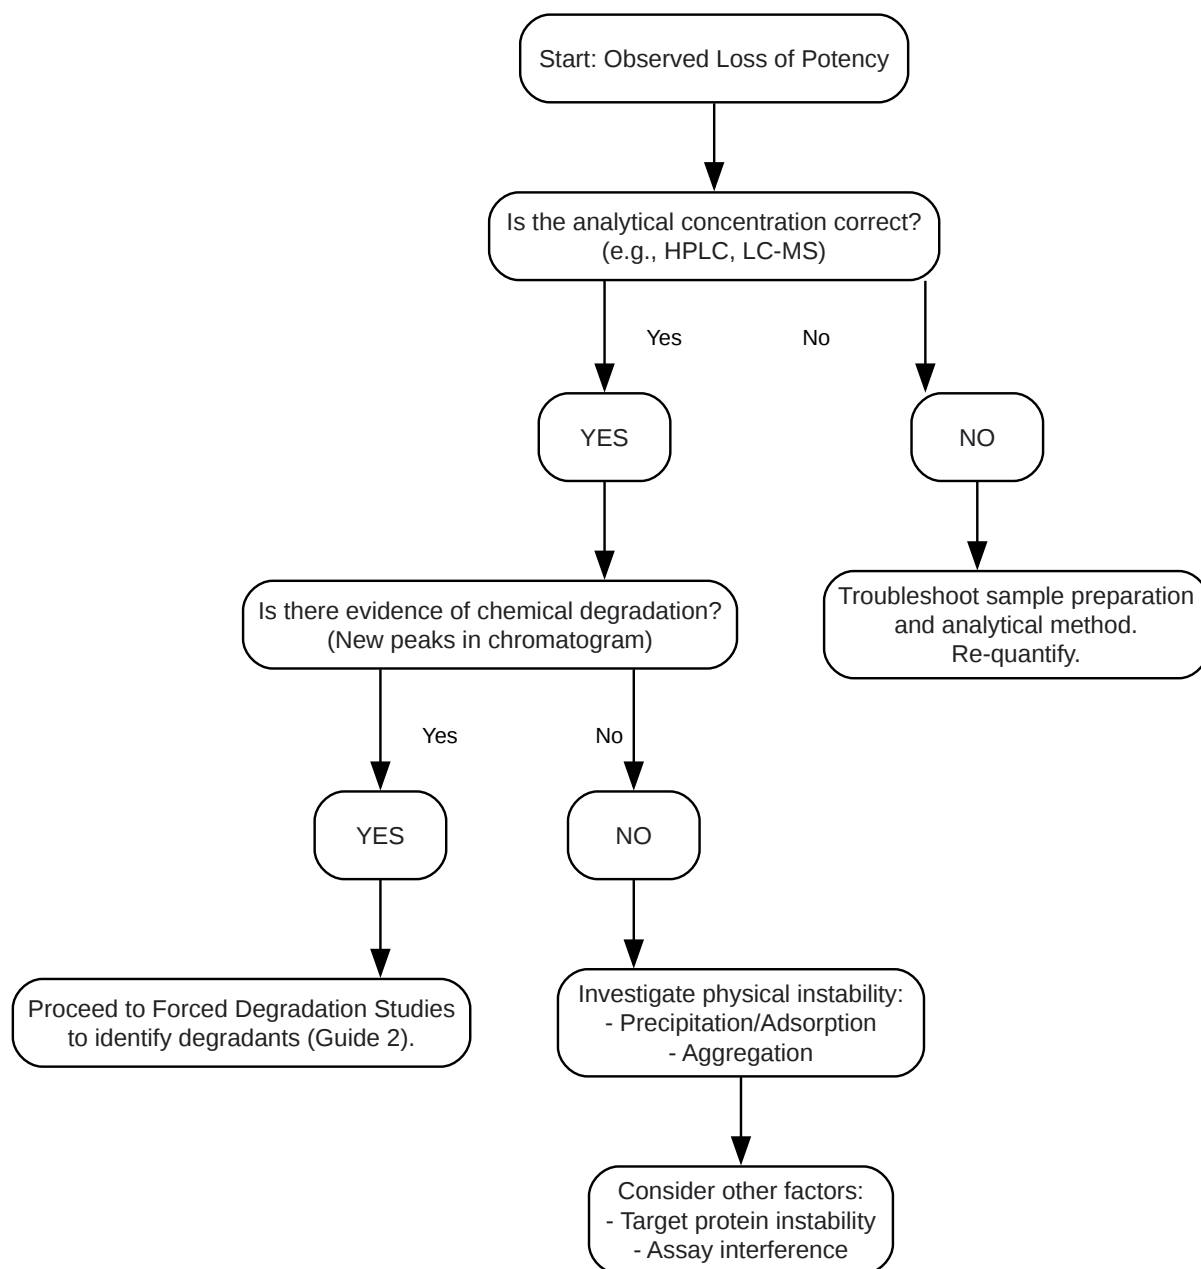 Start: Observed Loss of Potency
Is the analytical concentration correct?
(e.g., HPLC, LC-MS)
Yes
No
YES
NO
Is there evidence of chemical degradation?
(New peaks in chromatogram)
Troubleshoot sample preparation
and analytical method.
Re-quantify.
Yes
No
YES
NO
Proceed to Forced Degradation Studies
to identify degradants (Guide 2).
Investigate physical instability:
- Precipitation/Adsorption
- Aggregation
Consider other factors:
- Target protein instability
- Assay interference